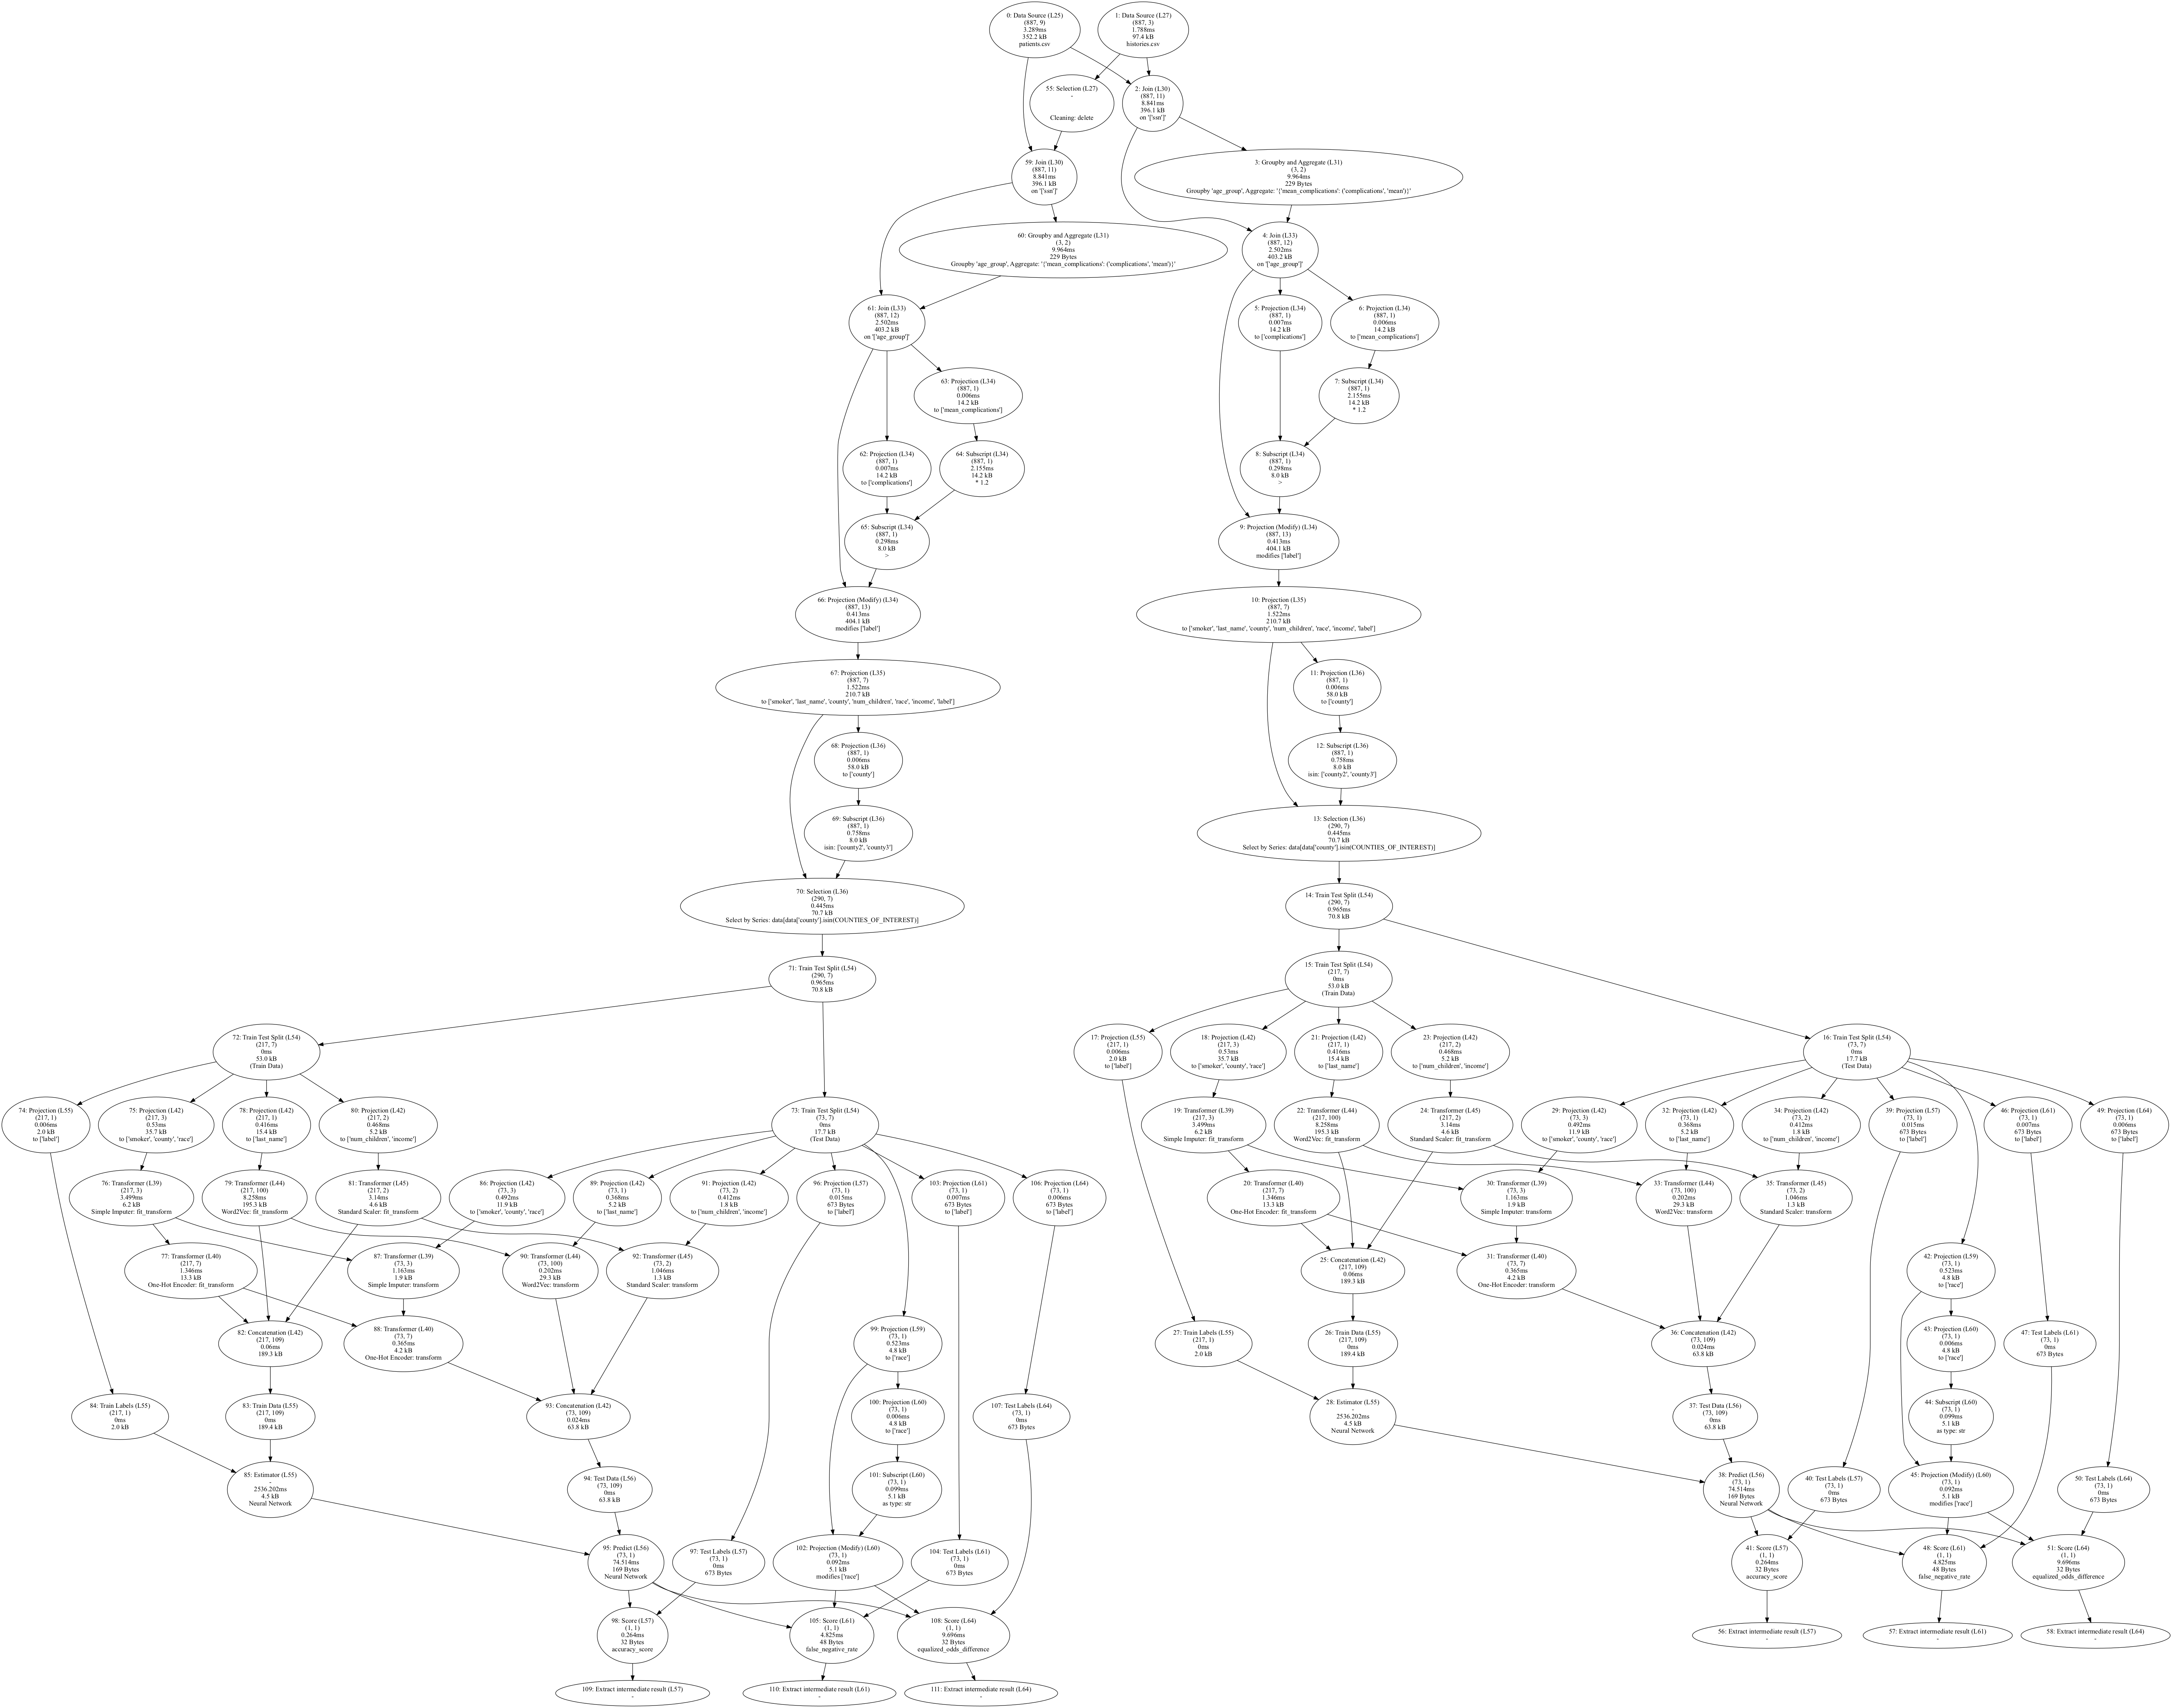 0: Data Source (L25)
(887, 9)
3.289ms
352.2 kB
patients.csv
1: Data Source (L27)
(887, 3)
1.788ms
97.4 kB
histories.csv
55: Selection (L27)
-
Cleaning: delete
2: Join (L30)
(887, 11)
8.841ms
396.1 kB
on '['ssn']'
59: Join (L30)
(887, 11)
8.841ms
396.1 kB
on '['ssn']'
3: Groupby and Aggregate (L31)
(3, 2)
9.964ms
229 Bytes
Groupby 'age_group', Aggregate: '{'mean_complications': ('complications', 'mean')}'
60: Groupby and Aggregate (L31)
(3, 2)
9.964ms
229 Bytes
Groupby 'age_group', Aggregate: '{'mean_complications': ('complications', 'mean')}'
4: Join (L33)
(887, 12)
2.502ms
403.2 kB
on '['age_group']'
61: Join (L33)
(887, 12)
2.502ms
403.2 kB
on '['age_group']'
5: Projection (L34)
(887, 1)
0.007ms
14.2 kB
to ['complications']
6: Projection (L34)
(887, 1)
0.006ms
14.2 kB
to ['mean_complications']
63: Projection (L34)
(887, 1)
0.006ms
14.2 kB
to ['mean_complications']
7: Subscript (L34)
(887, 1)
2.155ms
14.2 kB
* 1.2
62: Projection (L34)
(887, 1)
0.007ms
14.2 kB
to ['complications']
64: Subscript (L34)
(887, 1)
2.155ms
14.2 kB
* 1.2
8: Subscript (L34)
(887, 1)
0.298ms
8.0 kB
>
65: Subscript (L34)
(887, 1)
0.298ms
8.0 kB
>
9: Projection (Modify) (L34)
(887, 13)
0.413ms
404.1 kB
modifies ['label']
66: Projection (Modify) (L34)
(887, 13)
0.413ms
404.1 kB
modifies ['label']
10: Projection (L35)
(887, 7)
1.522ms
210.7 kB
to ['smoker', 'last_name', 'county', 'num_children', 'race', 'income', 'label']
67: Projection (L35)
(887, 7)
1.522ms
210.7 kB
to ['smoker', 'last_name', 'county', 'num_children', 'race', 'income', 'label']
11: Projection (L36)
(887, 1)
0.006ms
58.0 kB
to ['county']
68: Projection (L36)
(887, 1)
0.006ms
58.0 kB
to ['county']
12: Subscript (L36)
(887, 1)
0.758ms
8.0 kB
isin: ['county2', 'county3']
69: Subscript (L36)
(887, 1)
0.758ms
8.0 kB
isin: ['county2', 'county3']
13: Selection (L36)
(290, 7)
0.445ms
70.7 kB
Select by Series: data[data['county'].isin(COUNTIES_OF_INTEREST)]
70: Selection (L36)
(290, 7)
0.445ms
70.7 kB
Select by Series: data[data['county'].isin(COUNTIES_OF_INTEREST)]
14: Train Test Split (L54)
(290, 7)
0.965ms
70.8 kB
71: Train Test Split (L54)
(290, 7)
0.965ms
70.8 kB
15: Train Test Split (L54)
(217, 7)
0ms
53.0 kB
(Train Data)
72: Train Test Split (L54)
(217, 7)
0ms
53.0 kB
(Train Data)
17: Projection (L55)
(217, 1)
0.006ms
2.0 kB
to ['label']
18: Projection (L42)
(217, 3)
0.53ms
35.7 kB
to ['smoker', 'county', 'race']
21: Projection (L42)
(217, 1)
0.416ms
15.4 kB
to ['last_name']
23: Projection (L42)
(217, 2)
0.468ms
5.2 kB
to ['num_children', 'income']
16: Train Test Split (L54)
(73, 7)
0ms
17.7 kB
(Test Data)
74: Projection (L55)
(217, 1)
0.006ms
2.0 kB
to ['label']
75: Projection (L42)
(217, 3)
0.53ms
35.7 kB
to ['smoker', 'county', 'race']
78: Projection (L42)
(217, 1)
0.416ms
15.4 kB
to ['last_name']
80: Projection (L42)
(217, 2)
0.468ms
5.2 kB
to ['num_children', 'income']
73: Train Test Split (L54)
(73, 7)
0ms
17.7 kB
(Test Data)
19: Transformer (L39)
(217, 3)
3.499ms
6.2 kB
Simple Imputer: fit_transform
22: Transformer (L44)
(217, 100)
8.258ms
195.3 kB
Word2Vec: fit_transform
24: Transformer (L45)
(217, 2)
3.14ms
4.6 kB
Standard Scaler: fit_transform
29: Projection (L42)
(73, 3)
0.492ms
11.9 kB
to ['smoker', 'county', 'race']
32: Projection (L42)
(73, 1)
0.368ms
5.2 kB
to ['last_name']
34: Projection (L42)
(73, 2)
0.412ms
1.8 kB
to ['num_children', 'income']
39: Projection (L57)
(73, 1)
0.015ms
673 Bytes
to ['label']
46: Projection (L61)
(73, 1)
0.007ms
673 Bytes
to ['label']
49: Projection (L64)
(73, 1)
0.006ms
673 Bytes
to ['label']
76: Transformer (L39)
(217, 3)
3.499ms
6.2 kB
Simple Imputer: fit_transform
79: Transformer (L44)
(217, 100)
8.258ms
195.3 kB
Word2Vec: fit_transform
81: Transformer (L45)
(217, 2)
3.14ms
4.6 kB
Standard Scaler: fit_transform
86: Projection (L42)
(73, 3)
0.492ms
11.9 kB
to ['smoker', 'county', 'race']
89: Projection (L42)
(73, 1)
0.368ms
5.2 kB
to ['last_name']
91: Projection (L42)
(73, 2)
0.412ms
1.8 kB
to ['num_children', 'income']
96: Projection (L57)
(73, 1)
0.015ms
673 Bytes
to ['label']
103: Projection (L61)
(73, 1)
0.007ms
673 Bytes
to ['label']
106: Projection (L64)
(73, 1)
0.006ms
673 Bytes
to ['label']
20: Transformer (L40)
(217, 7)
1.346ms
13.3 kB
One-Hot Encoder: fit_transform
30: Transformer (L39)
(73, 3)
1.163ms
1.9 kB
Simple Imputer: transform
33: Transformer (L44)
(73, 100)
0.202ms
29.3 kB
Word2Vec: transform
35: Transformer (L45)
(73, 2)
1.046ms
1.3 kB
Standard Scaler: transform
77: Transformer (L40)
(217, 7)
1.346ms
13.3 kB
One-Hot Encoder: fit_transform
87: Transformer (L39)
(73, 3)
1.163ms
1.9 kB
Simple Imputer: transform
90: Transformer (L44)
(73, 100)
0.202ms
29.3 kB
Word2Vec: transform
92: Transformer (L45)
(73, 2)
1.046ms
1.3 kB
Standard Scaler: transform
25: Concatenation (L42)
(217, 109)
0.06ms
189.3 kB
31: Transformer (L40)
(73, 7)
0.365ms
4.2 kB
One-Hot Encoder: transform
42: Projection (L59)
(73, 1)
0.523ms
4.8 kB
to ['race']
82: Concatenation (L42)
(217, 109)
0.06ms
189.3 kB
88: Transformer (L40)
(73, 7)
0.365ms
4.2 kB
One-Hot Encoder: transform
99: Projection (L59)
(73, 1)
0.523ms
4.8 kB
to ['race']
27: Train Labels (L55)
(217, 1)
0ms
2.0 kB
26: Train Data (L55)
(217, 109)
0ms
189.4 kB
36: Concatenation (L42)
(73, 109)
0.024ms
63.8 kB
43: Projection (L60)
(73, 1)
0.006ms
4.8 kB
to ['race']
47: Test Labels (L61)
(73, 1)
0ms
673 Bytes
84: Train Labels (L55)
(217, 1)
0ms
2.0 kB
83: Train Data (L55)
(217, 109)
0ms
189.4 kB
93: Concatenation (L42)
(73, 109)
0.024ms
63.8 kB
100: Projection (L60)
(73, 1)
0.006ms
4.8 kB
to ['race']
107: Test Labels (L64)
(73, 1)
0ms
673 Bytes
28: Estimator (L55)
-
2536.202ms
4.5 kB
Neural Network
37: Test Data (L56)
(73, 109)
0ms
63.8 kB
44: Subscript (L60)
(73, 1)
0.099ms
5.1 kB
as type: str
85: Estimator (L55)
-
2536.202ms
4.5 kB
Neural Network
94: Test Data (L56)
(73, 109)
0ms
63.8 kB
101: Subscript (L60)
(73, 1)
0.099ms
5.1 kB
as type: str
38: Predict (L56)
(73, 1)
74.514ms
169 Bytes
Neural Network
40: Test Labels (L57)
(73, 1)
0ms
673 Bytes
45: Projection (Modify) (L60)
(73, 1)
0.092ms
5.1 kB
modifies ['race']
50: Test Labels (L64)
(73, 1)
0ms
673 Bytes
95: Predict (L56)
(73, 1)
74.514ms
169 Bytes
Neural Network
97: Test Labels (L57)
(73, 1)
0ms
673 Bytes
102: Projection (Modify) (L60)
(73, 1)
0.092ms
5.1 kB
modifies ['race']
104: Test Labels (L61)
(73, 1)
0ms
673 Bytes
41: Score (L57)
(1, 1)
0.264ms
32 Bytes
accuracy_score
48: Score (L61)
(1, 1)
4.825ms
48 Bytes
false_negative_rate
51: Score (L64)
(1, 1)
9.696ms
32 Bytes
equalized_odds_difference
98: Score (L57)
(1, 1)
0.264ms
32 Bytes
accuracy_score
105: Score (L61)
(1, 1)
4.825ms
48 Bytes
false_negative_rate
108: Score (L64)
(1, 1)
9.696ms
32 Bytes
equalized_odds_difference
56: Extract intermediate result (L57)
-
57: Extract intermediate result (L61)
-
58: Extract intermediate result (L64)
-
109: Extract intermediate result (L57)
-
110: Extract intermediate result (L61)
-
111: Extract intermediate result (L64)
-